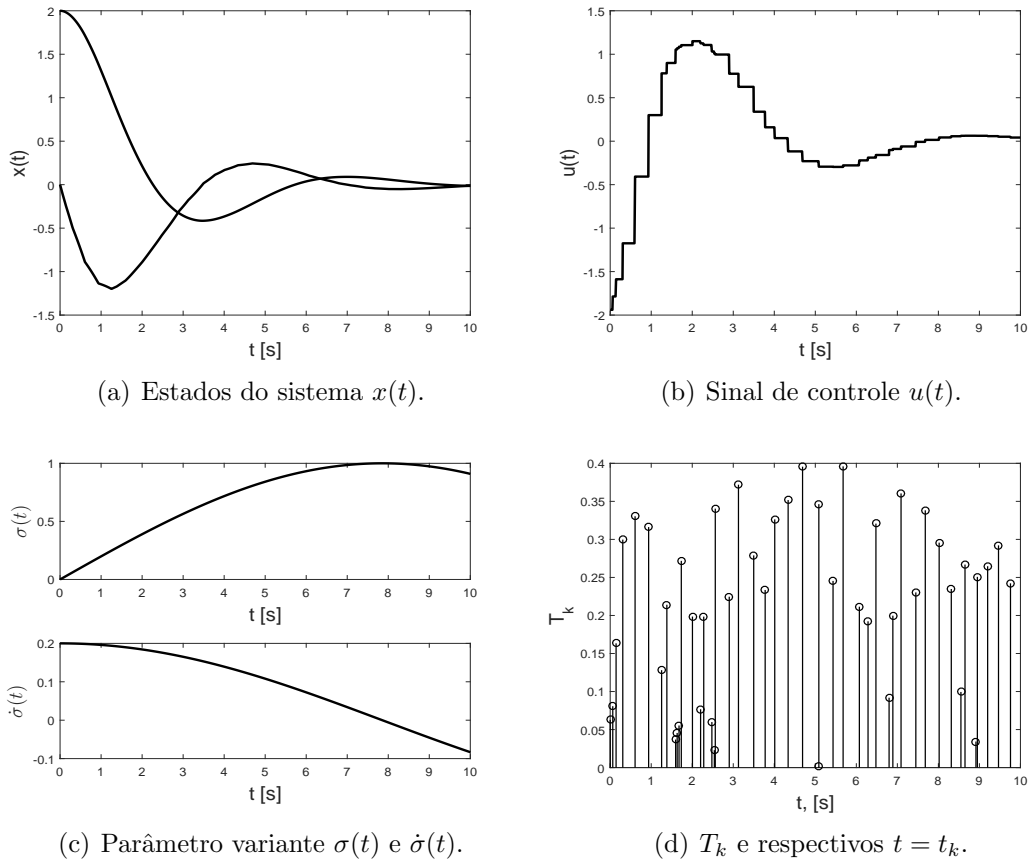 2
1.5
1
0.5
0
-0.5
-1
-1.5
x(t)
0 1 2 3 4 5 6 7 8 9 10
t [s]
(a) Estados do sistema x(t).
1.5
1
0.5
0
-0.5
-1
-1.5
-2
u(t)
0 1 2 3 4 5 6 7 8 9 10
t [s]
(b) Sinal de controle u(t).
1
0.5
0
σ(t)
0 1 2 3 4 5 6 7 8 9 10
t [s]
0.2
0.1
0
-0.1
σ̇(t)
0 1 2 3 4 5 6 7 8 9 10
t [s]
(c) Parâmetro variante σ(t) e σ̇(t).
0.4
0.35
0.3
0.25
0.2
0.15
0.1
0.05
0
T_k
0 1 2 3 4 5 6 7 8 9 10
t, [s]
(d) T_k e respectivos t = t_k.